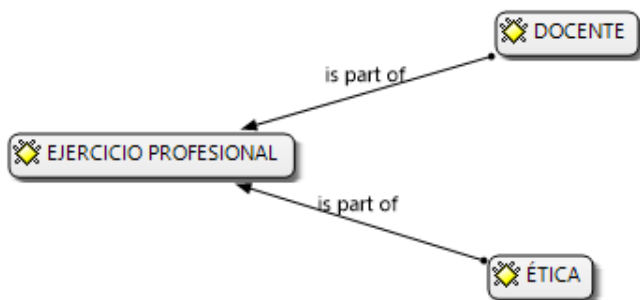 DOCENTE
is part of
EJERCICIO PROFESIONAL
is part of
ÉTICA